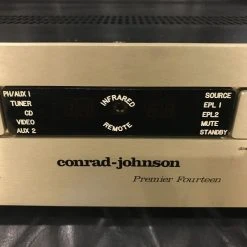 PH/AUX 1
TUNER
CD
VIDEO
AUX 2
INFRARED
REMOTE
SOURCE
EPL 1
EPL2
MUTE
STANDBY
conrad-johnson
Premier Fourteen